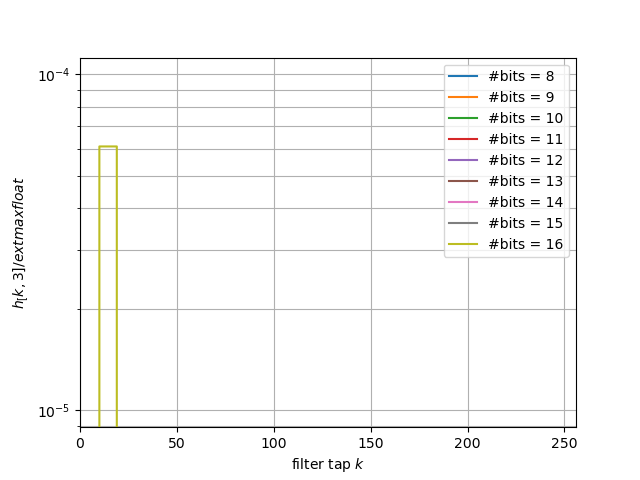 10⁻⁴
10⁻⁵
h[k, 3]/extmaxfloat
0 50 100 150 200 250
filter tap k
#bits = 8
#bits = 9
#bits = 10
#bits = 11
#bits = 12
#bits = 13
#bits = 14
#bits = 15
#bits = 16